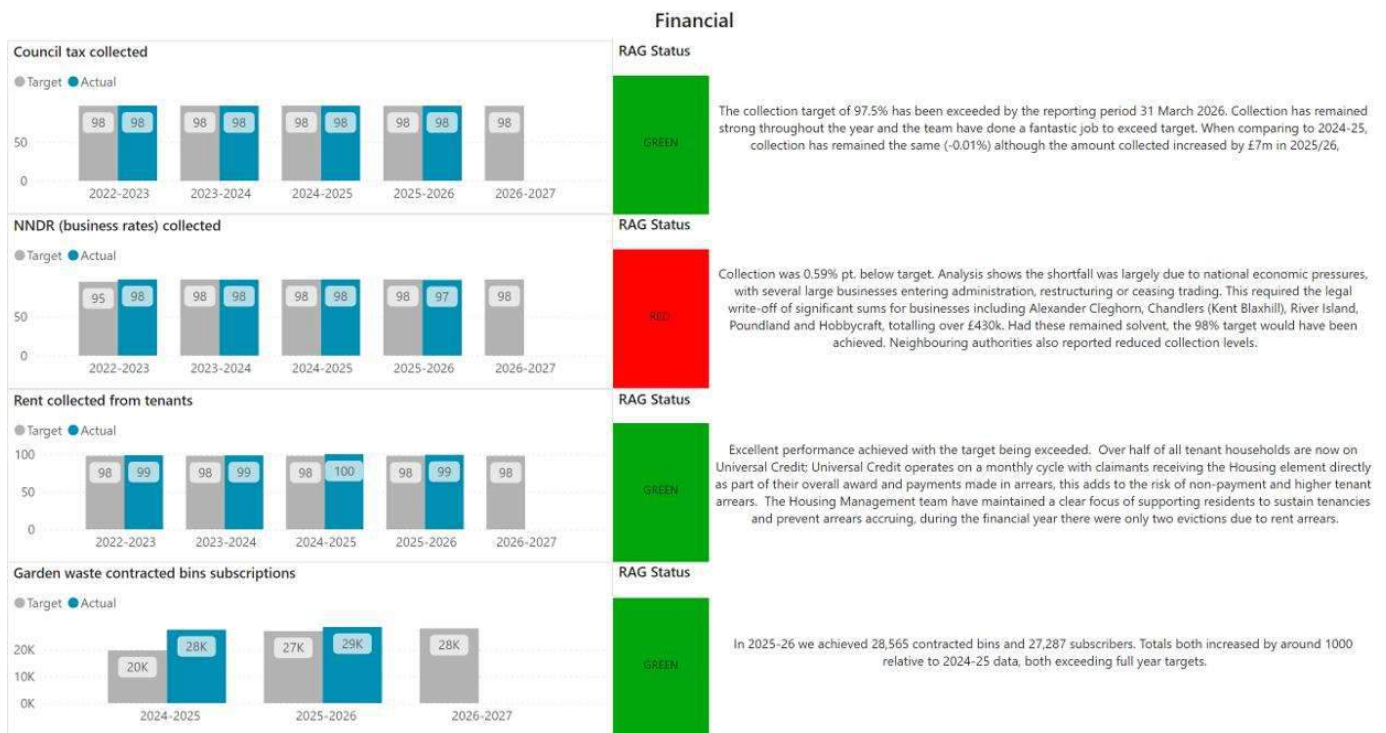 Financial
Council tax collected
RAG Status
Target Actual
98 98 98 98 98 98 98 98 98
50
0
2022-2023 2023-2024 2024-2025 2025-2026 2026-2027
GREEN
The collection target of 97.5% has been exceeded by the reporting period 31 March 2026. Collection has remained
strong throughout the year and the team have done a fantastic job to exceed target. When comparing to 2024-25,
collection has remained the same (-0.01%) although the amount collected increased by £7m in 2025/26,
NNDR (business rates) collected
RAG Status
Target Actual
95 98 98 98 98 98 98 97 98
50
0
2022-2023 2023-2024 2024-2025 2025-2026 2026-2027
RED
Collection was 0.59% pt. below target. Analysis shows the shortfall was largely due to national economic pressures,
with several large businesses entering administration, restructuring or ceasing trading. This required the legal
write-off of significant sums for businesses including Alexander Cleghorn, Chandlers (Kent Blaxhill), River Island,
Poundland and Hobbycraft, totalling over £430k. Had these remained solvent, the 98% target would have been
achieved. Neighbouring authorities also reported reduced collection levels.
Rent collected from tenants
RAG Status
Target Actual
100
98 99 98 99 98 100 98 99 98
50
0
2022-2023 2023-2024 2024-2025 2025-2026 2026-2027
GREEN
Excellent performance achieved with the target being exceeded. Over half of all tenant households are now on
Universal Credit; Universal Credit operates on a monthly cycle with claimants receiving the Housing element directly
as part of their overall award and payments made in arrears, this adds to the risk of non-payment and higher tenant
arrears. The Housing Management team have maintained a clear focus of supporting residents to sustain tenancies
and prevent arrears accruing, during the financial year there were only two evictions due to rent arrears.
Garden waste contracted bins subscriptions
RAG Status
Target Actual
20K 28K 27K 29K 28K
20K
10K
0K
2024-2025 2025-2026 2026-2027
GREEN
In 2025-26 we achieved 28,565 contracted bins and 27,287 subscribers. Totals both increased by around 1000
relative to 2024-25 data, both exceeding full year targets.